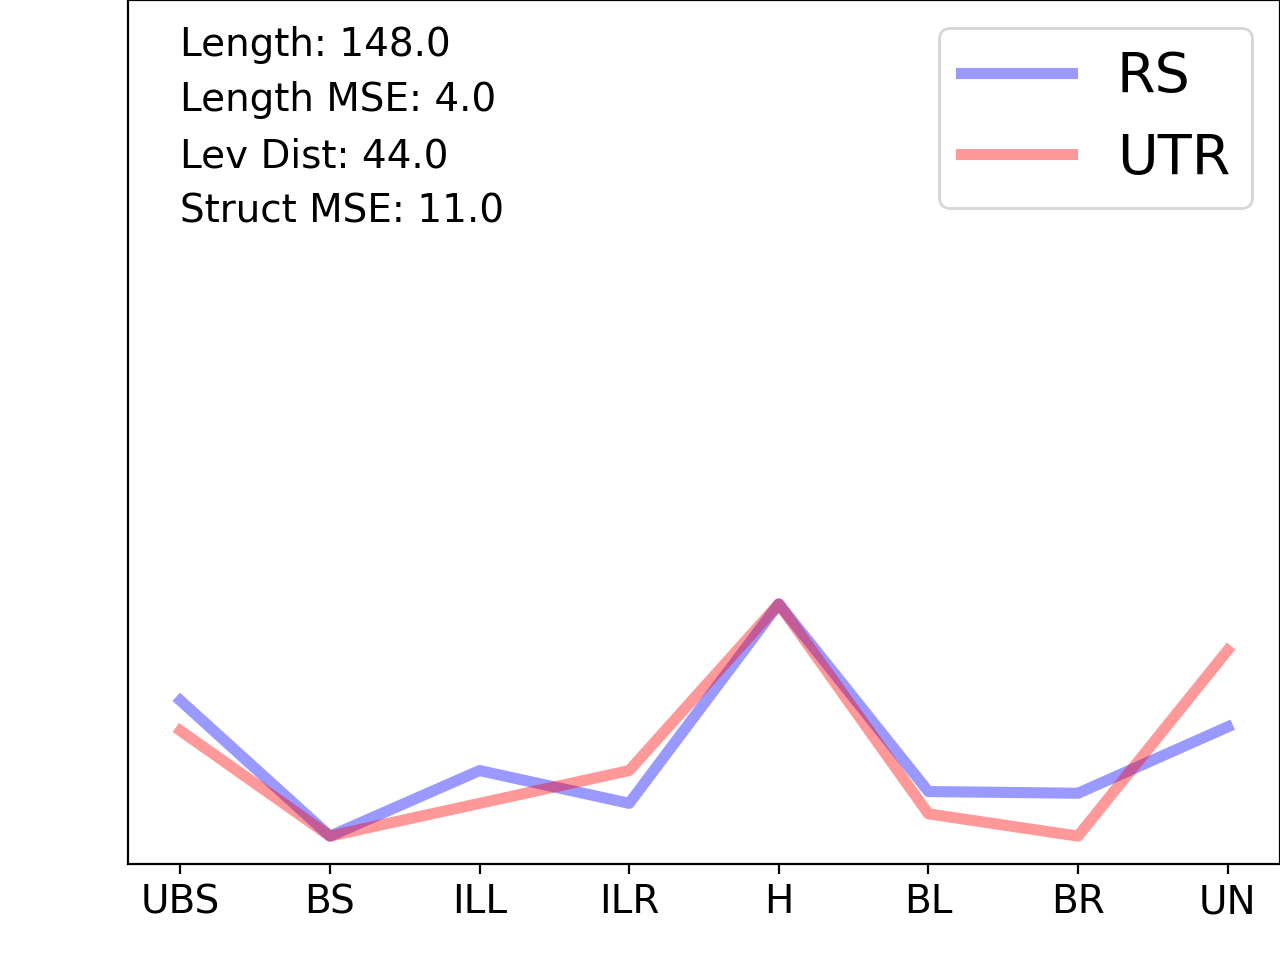 Length: 148.0
Length MSE: 4.0
Lev Dist: 44.0
Struct MSE: 11.0
RS
UTR
UBS BS ILL ILR H BL BR UN